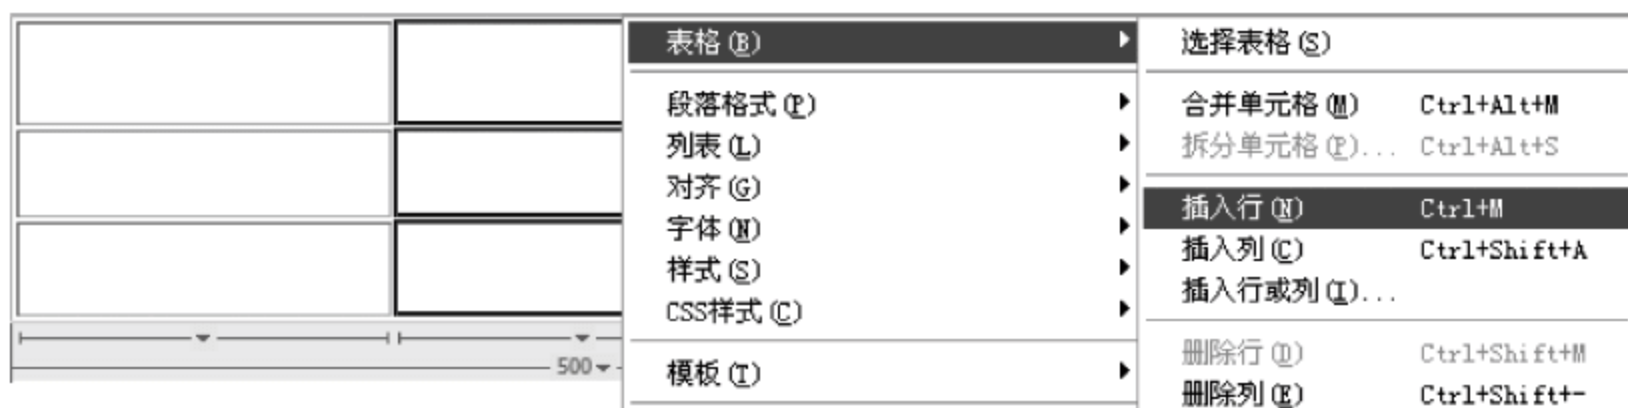 表格(B)
段落格式(P)
列表(L)
对齐(G)
字体(N)
样式(S)
CSS样式(C)
模板(T)
500
选择表格(S)
合并单元格(M) Ctrl+Alt+M
拆分单元格(P)... Ctrl+Alt+S
插入行(N) Ctrl+M
插入列(C) Ctrl+Shift+A
插入行或列(I)...
删除行(D) Ctrl+Shift+M
删除列(E) Ctrl+Shift+-